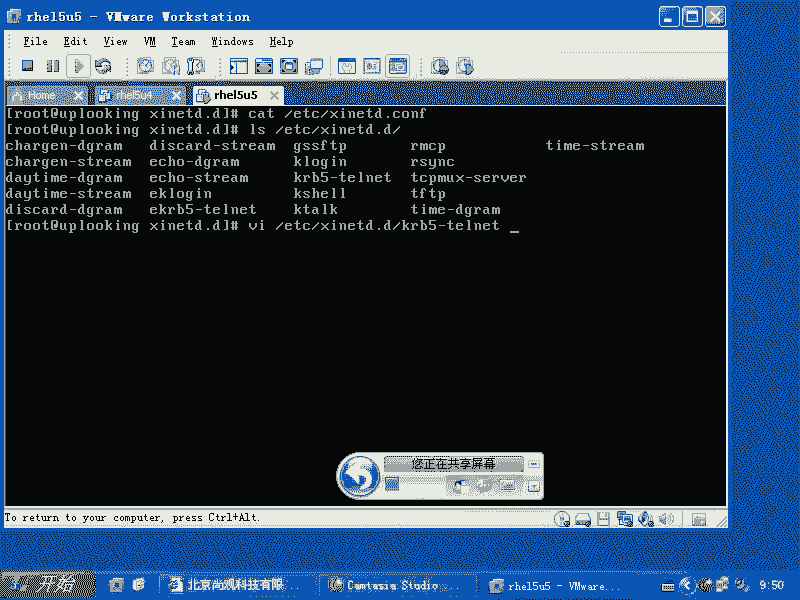 rhel5u5 - VMware Workstation
File Edit View VM Team Windows Help
Home rhel5u4 rhel5u5
[root@uplooking xinetd.d]# cat /etc/xinetd.conf
[root@uplooking xinetd.d]# ls /etc/xinetd.d/
chargen-dgram discard-stream gssftp rmcp time-stream
chargen-stream echo-dgram klogin rsync
daytime-dgram echo-stream krb5-telnet tcpmux-server
daytime-stream eklogin kshell tftp
discard-dgram ekrb5-telnet ktalk time-dgram
[root@uplooking xinetd.d]# vi /etc/xinetd.d/krb5-telnet _
您正在共享屏幕
To return to your computer, press Ctrl+Alt.
开始 北京尚观科技有限... Camtasia Studio... rhel5u5 - VMware... 9:50